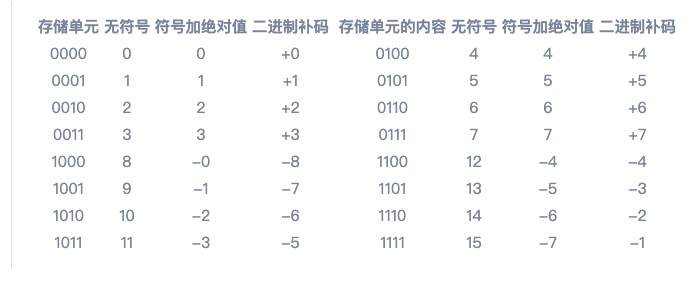 存储单元 无符号 符号加绝对值 二进制补码 存储单元的内容 无符号 符号加绝对值 二进制补码
0000 0 0 +0 0100 4 4 +4
0001 1 1 +1 0101 5 5 +5
0010 2 2 +2 0110 6 6 +6
0011 3 3 +3 0111 7 7 +7
1000 8 −0 −8 1100 12 −4 −4
1001 9 −1 −7 1101 13 −5 −3
1010 10 −2 −6 1110 14 −6 −2
1011 11 −3 −5 1111 15 −7 −1